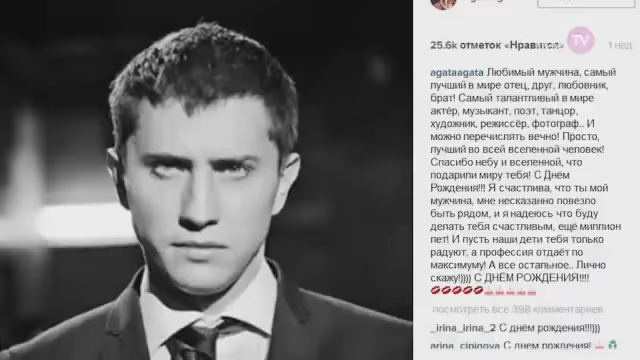 25.6k отметок «Нравится»
TV
1 нед
agataagata Любимый мужчина, самый
лучший в мире отец, друг, любовник,
брат! Самый талантливый в мире
актёр, музыкант, поэт, танцор,
художник, режиссёр, фотограф.. И
можно перечислять вечно! Просто,
лучший во всей вселенной человек!
Спасибо небу и вселенной, что
подарили миру тебя! С Днём
Рождения!!! Я счастлива, что ты мой
мужчина, мне несказанно повезло
быть рядом, и я надеюсь что буду
делать тебя счастливым, ещё миллион
лет! И пусть наши дети тебя только
радуют, а профессия отдаёт по
максимуму! А все остальное.. Лично
скажу!)))) С ДНЁМ РОЖДЕНИЯ!!!!
посмотреть все 398 комментариев
_irina_irina_2 С днём рождения!!!)))
arina_cipinova С днем рождения!